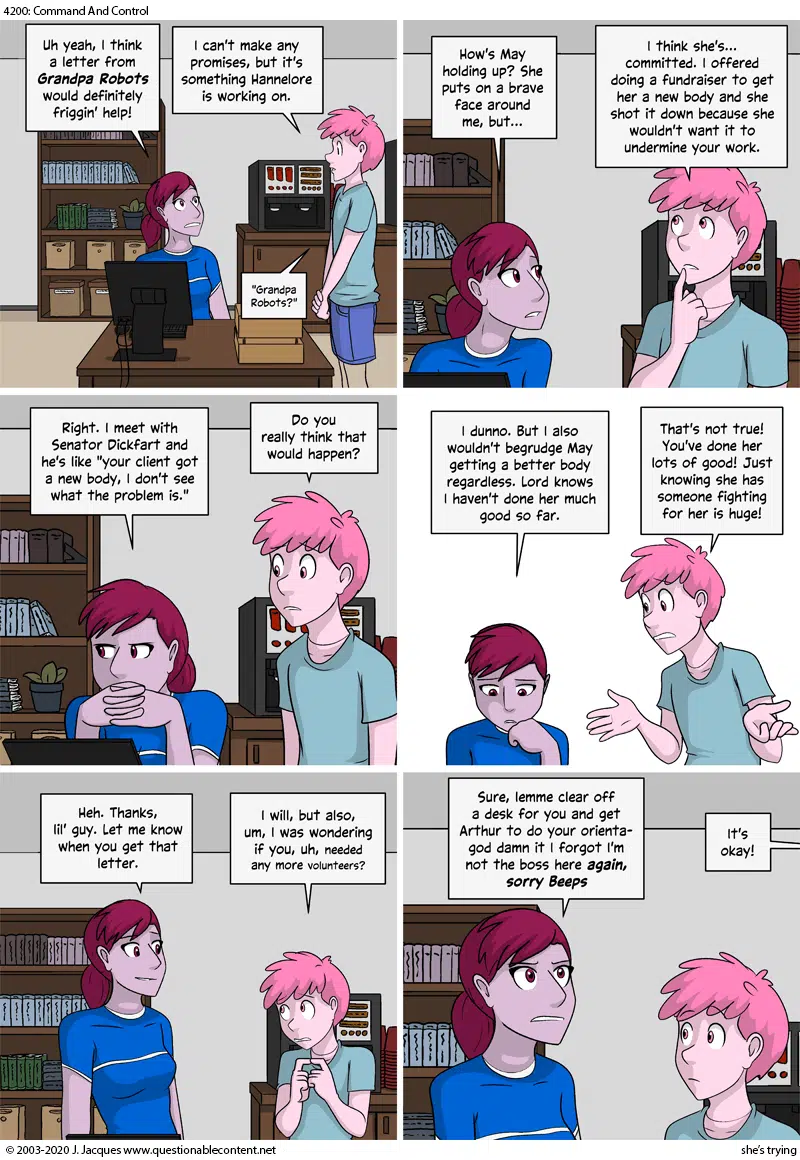 4200: Command And Control
Uh yeah, I think
a letter from
Grandpa Robots
would definitely
friggin' help!
I can't make any
promises, but it's
something Hannelore
is working on.
"Grandpa
Robots?"
How's May
holding up? She
puts on a brave
face around
me, but...
I think she's...
committed. I offered
doing a fundraiser to get
her a new body and she
shot it down because she
wouldn't want it to
undermine your work.
Right. I meet with
Senator Dickfart and
he's like "your client got
a new body, I don't see
what the problem is."
Do you
really think that
would happen?
I dunno. But I also
wouldn't begrudge May
getting a better body
regardless. Lord knows
I haven't done her much
good so far.
That's not true!
You've done her
lots of good! Just
knowing she has
someone fighting
for her is huge!
Heh. Thanks,
lil' guy. Let me know
when you get that
letter.
I will, but also,
um, I was wondering
if you, uh, needed
any more volunteers?
Sure, lemme clear off
a desk for you and get
Arthur to do your orienta-
god damn it I forgot I'm
not the boss here again,
sorry Beeps
It's
okay!
© 2003-2020 J. Jacques www.questionablecontent.net
she's trying